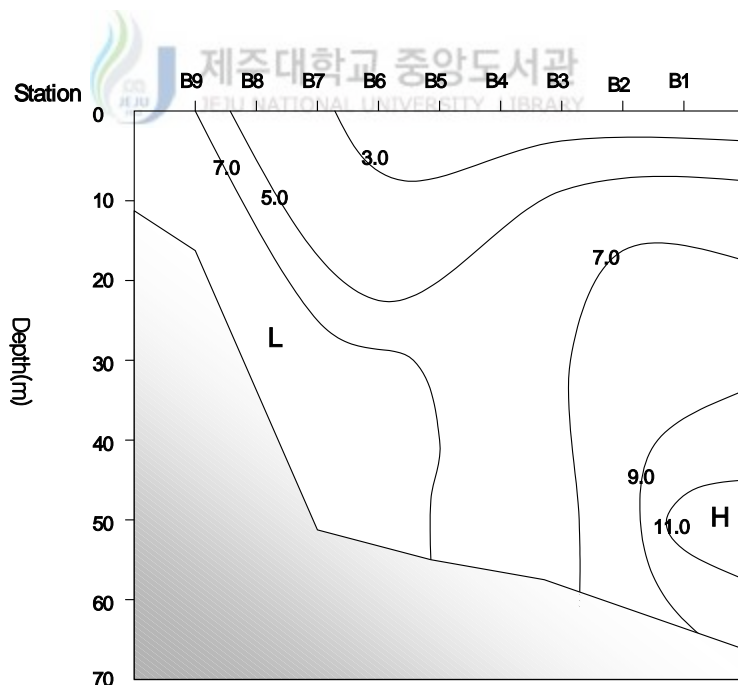 제주대학교 중앙도서관
JEJU NATIONAL UNIVERSITY LIBRARY
JEJU
Station B9 B8 B7 B6 B5 B4 B3 B2 B1
0
10
20
30
40
50
60
70
Depth(m)
7.0
5.0
3.0
7.0
9.0
11.0
L
H